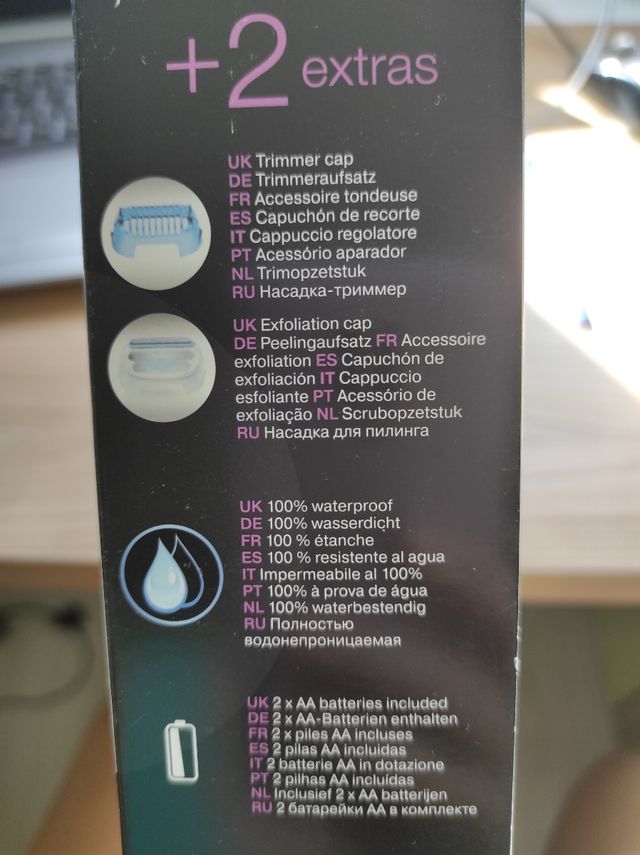 +2 extras
UK Trimmer cap
DE Trimmeraufsatz
FR Accessoire tondeuse
ES Capuchón de recorte
IT Cappuccio regolatore
PT Acessório aparador
NL Trimopzetstuk
RU Насадка-триммер
UK Exfoliation cap
DE Peelingaufsatz FR Accessoire
exfoliation ES Capuchón de
exfoliación IT Cappuccio
esfoliante PT Acessório de
exfoliação NL Scrubopzetstuk
RU Насадка для пилинга
UK 100% waterproof
DE 100% wasserdicht
FR 100 % étanche
ES 100 % resistente al agua
IT Impermeabile al 100%
PT 100% à prova de água
NL 100% waterbestendig
RU Полностью
водонепроницаемая
UK 2 x AA batteries included
DE 2 x AA-Batterien enthalten
FR 2 x piles AA incluses
ES 2 pilas AA incluidas
IT 2 batterie AA in dotazione
PT 2 pilhas AA incluídas
NL Inclusief 2 x AA batterijen
RU 2 батарейки AA в комплекте